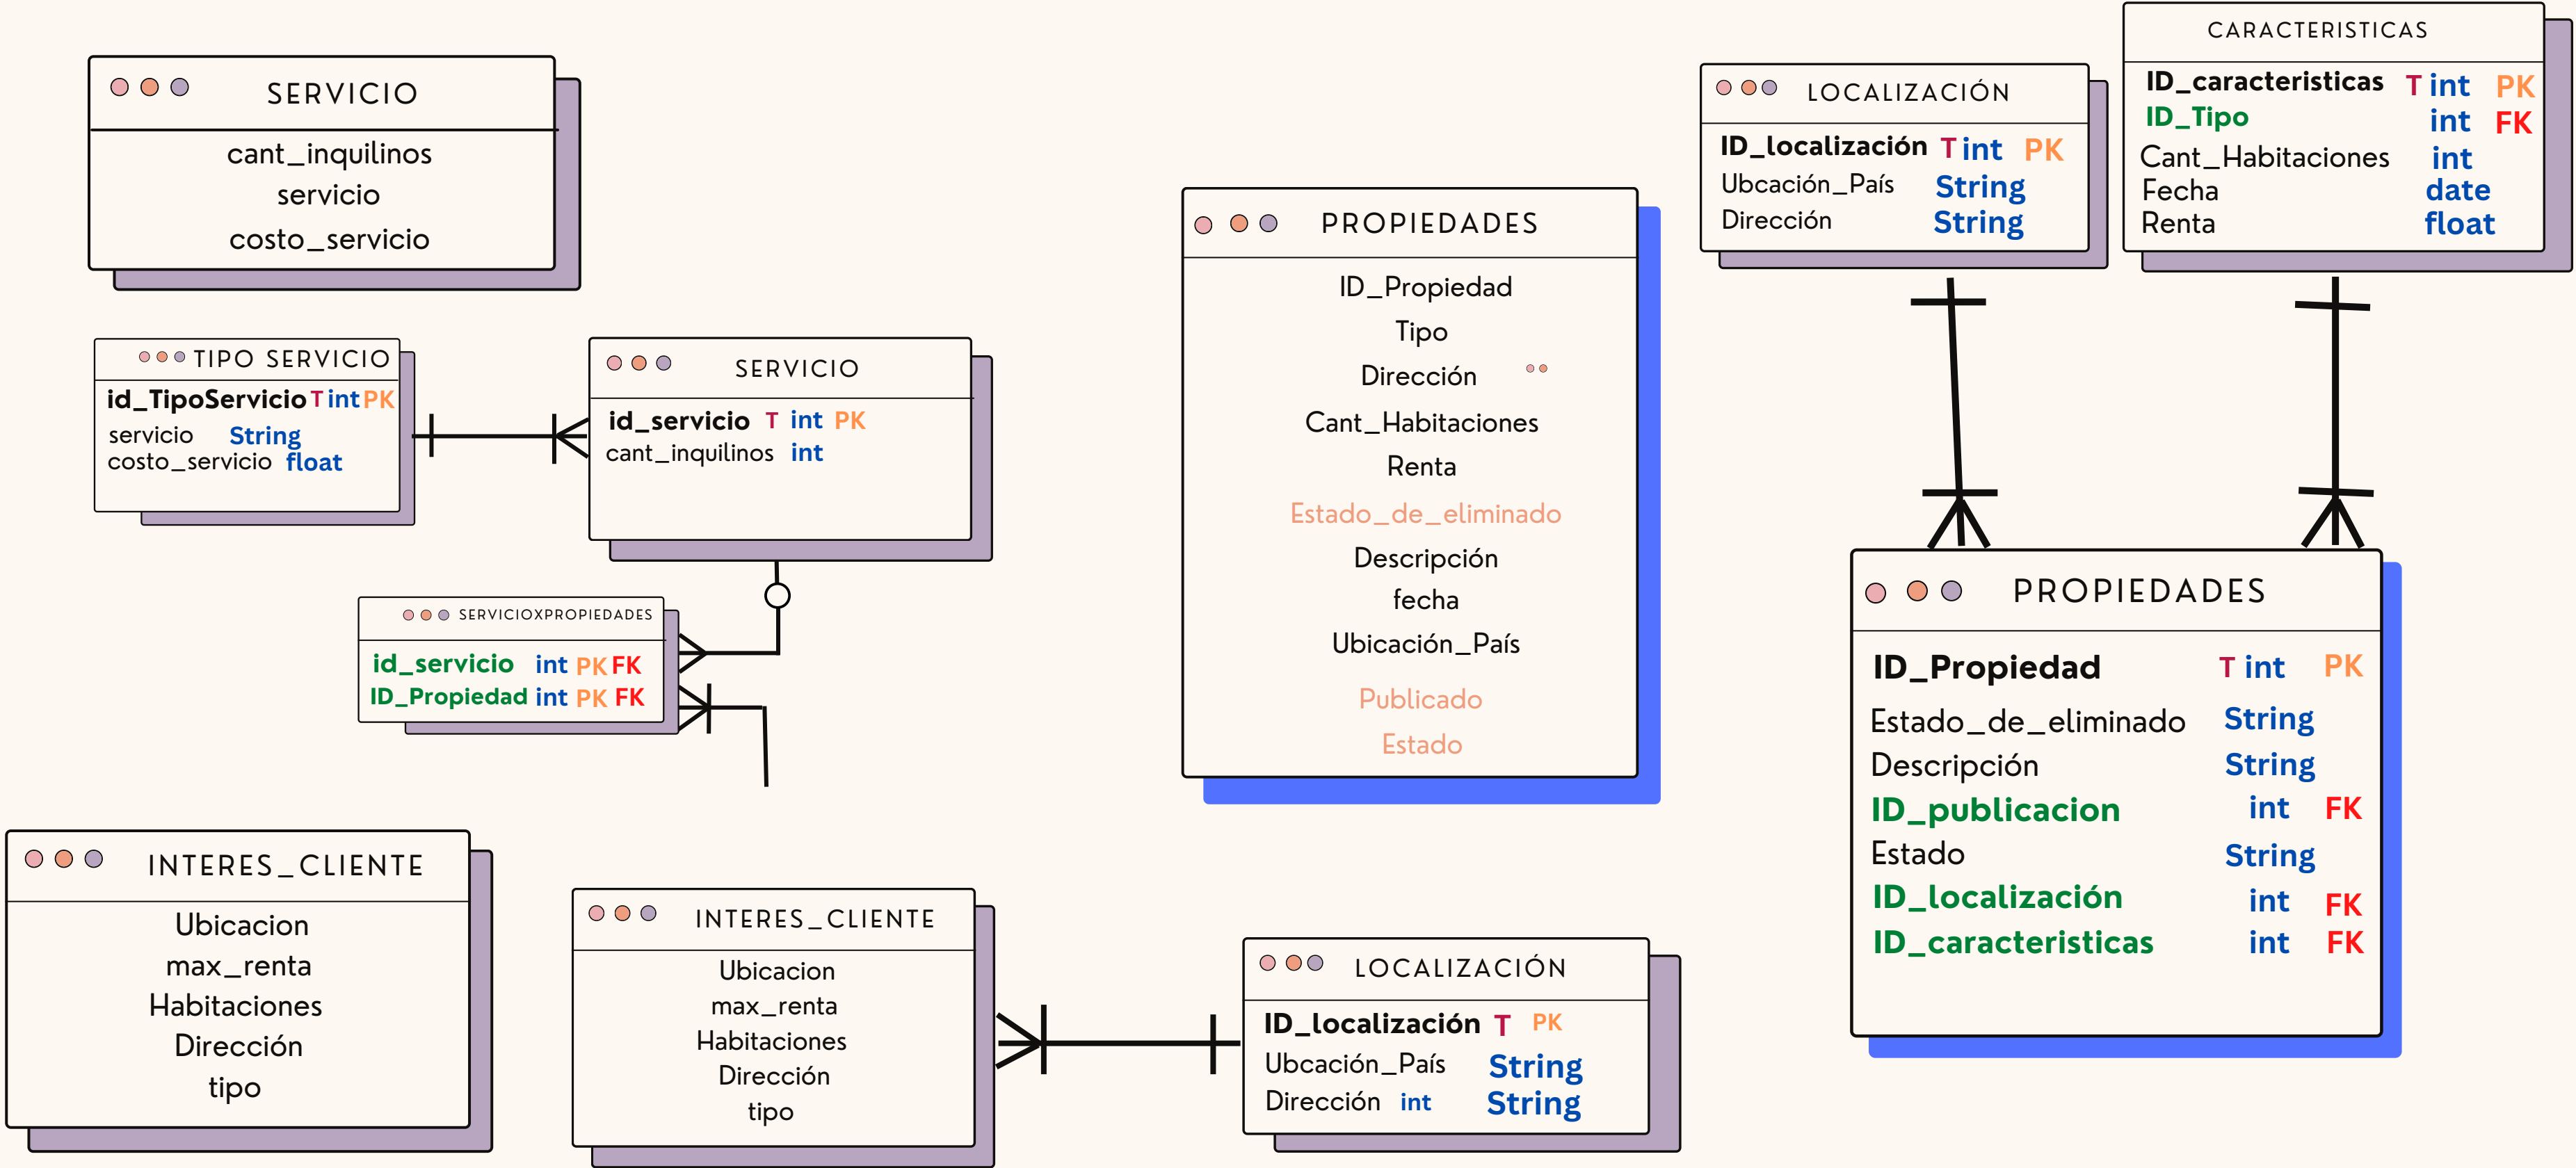 SERVICIO
cant_inquilinos
servicio
costo_servicio
TIPO SERVICIO
id_TipoServicio T int PK
servicio String
costo_servicio float
SERVICIO
id_servicio T int PK
cant_inquilinos int
SERVICIOXPROPIEDADES
id_servicio int PK FK
ID_Propiedad int PK FK
INTERES_CLIENTE
Ubicacion
max_renta
Habitaciones
Dirección
tipo
INTERES_CLIENTE
Ubicacion
max_renta
Habitaciones
Dirección
tipo
LOCALIZACIÓN
ID_localización T PK
Ubcación_País String
Dirección int String
PROPIEDADES
ID_Propiedad
Tipo
Dirección
Cant_Habitaciones
Renta
Estado_de_eliminado
Descripción
fecha
Ubicación_País
Publicado
Estado
LOCALIZACIÓN
ID_localización T int PK
Ubcación_País String
Dirección String
CARACTERISTICAS
ID_caracteristicas T int PK
ID_Tipo int FK
Cant_Habitaciones int
Fecha date
Renta float
PROPIEDADES
ID_Propiedad T int PK
Estado_de_eliminado String
Descripción String
ID_publicacion int FK
Estado String
ID_localización int FK
ID_caracteristicas int FK